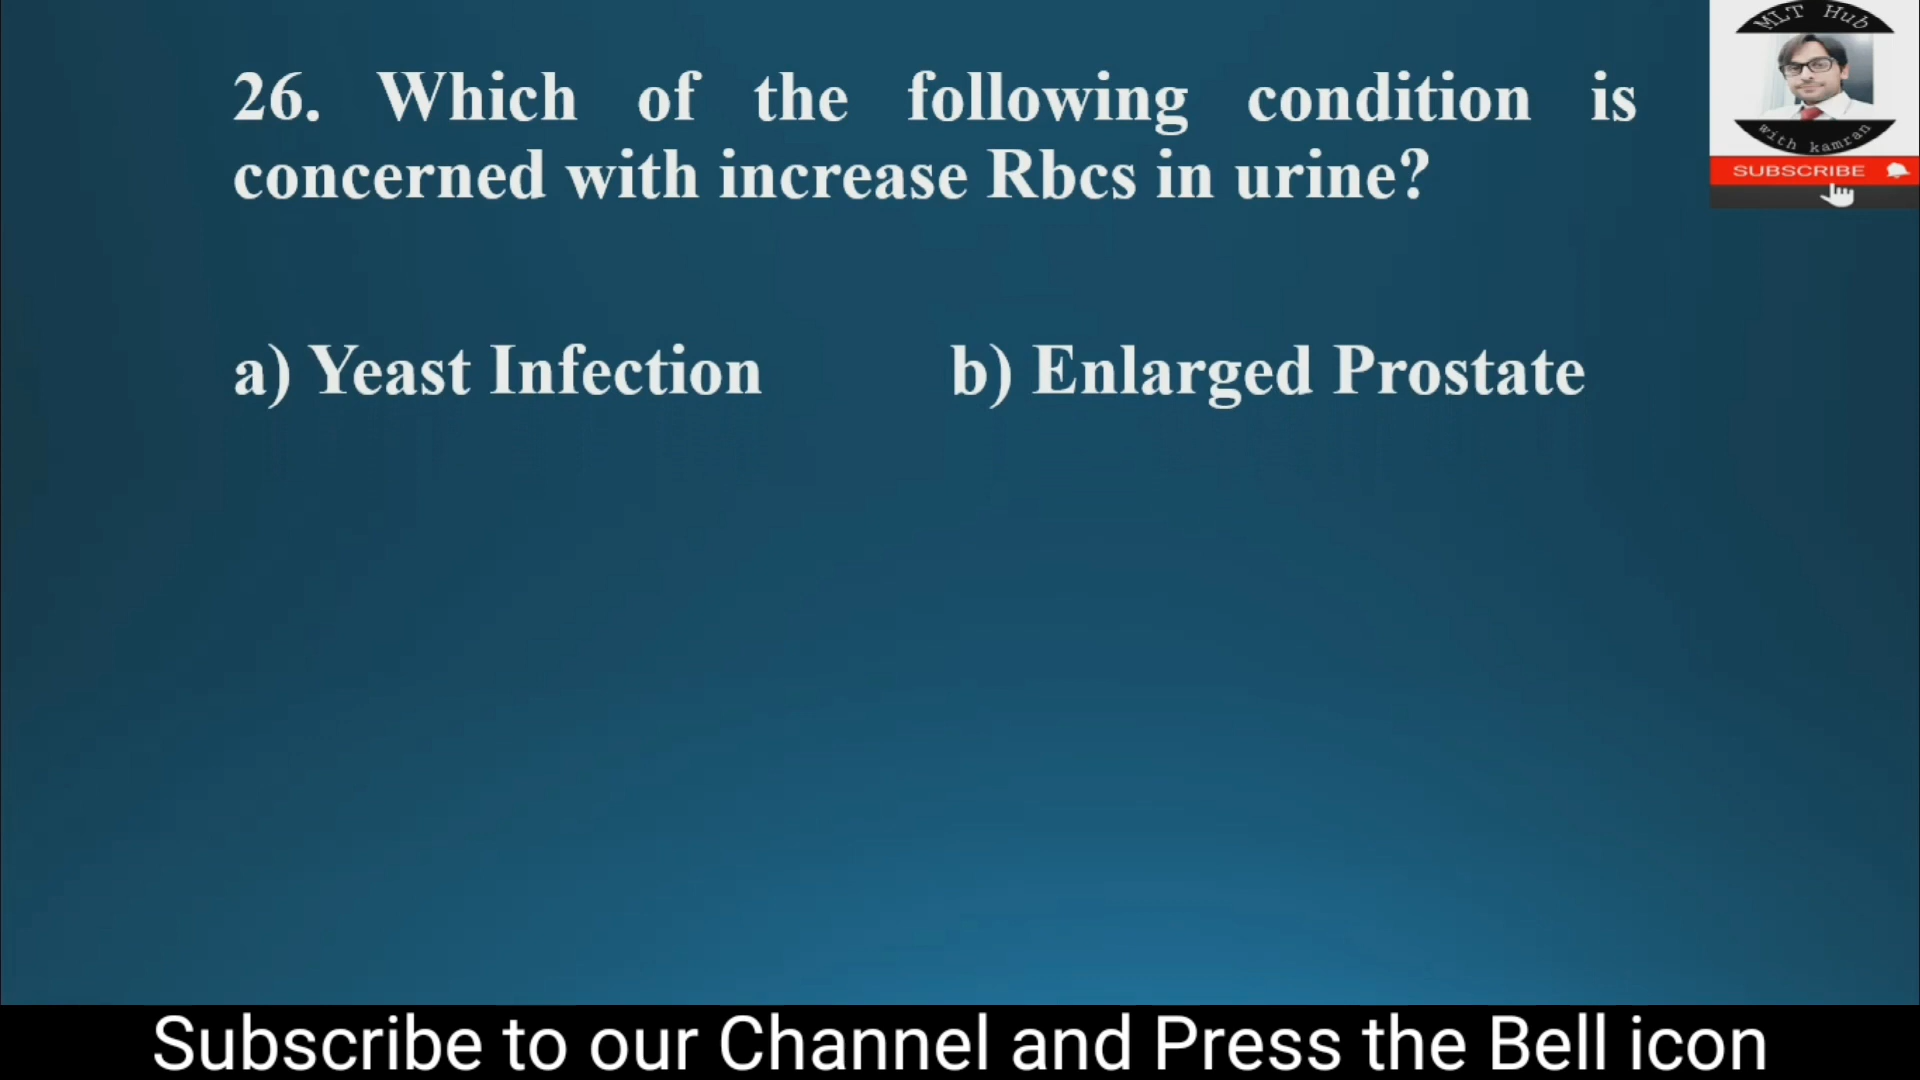 MLT Hub
with kamran
SUBSCRIBE
26. Which of the following condition is
concerned with increase Rbcs in urine?
a) Yeast Infection b) Enlarged Prostate
Subscribe to our Channel and Press the Bell icon